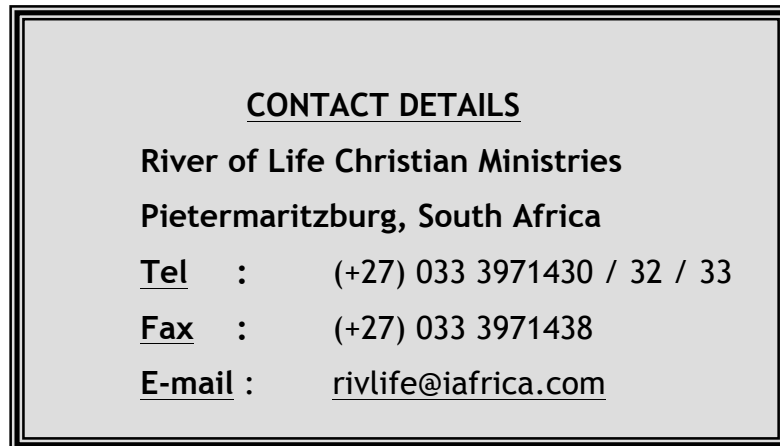 CONTACT DETAILS
River of Life Christian Ministries
Pietermaritzburg, South Africa
Tel : (+27) 033 3971430 / 32 / 33
Fax : (+27) 033 3971438
E-mail : rivlife@iafrica.com